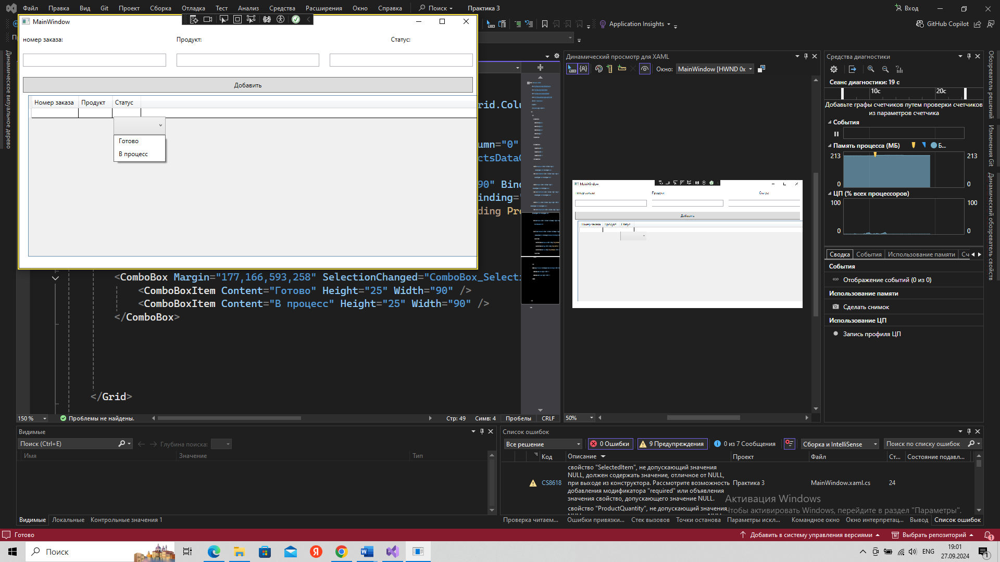 Файл Правка Вид Git Проект Сборка Отладка Тест Анализ Средства Расширения Окно Справка Поиск Практика 3 Вход
MainWindow
Application Insights
GitHub Copilot
номер заказа: Продукт: Статус:
Добавить
Номер заказа Продукт Статус
Готово
В процесс
Динамическое визуальное дерево
rid.Colu
umn="0"
ctsDataG
90" Bind
inding="
ding Pro
<ComboBox Margin="177,166,593,258" SelectionChanged="ComboBox_Selecti
<ComboBoxItem Content="Готово" Height="25" Width="90" />
<ComboBoxItem Content="В процесс" Height="25" Width="90" />
</ComboBox>
</Grid>
150 % Проблемы не найдены. Стр: 49 Симв: 4 Пробелы CRLF
Динамический просмотр для XAML
Окно: MainWindow [HWND 0x
MainWindow
номер заказа: Продукт: Статус:
Добавить
Номер заказа Продукт Статус
50%
Средства диагностики
Сеанс диагностики: 19 с
10с 20с
Добавьте графы счетчиков путем проверки счетчиков
из параметров счетчика
События
Память процесса (МБ) Б...
213 213
0 0
ЦП (% всех процессоров)
100 100
0 0
Сводка События Использование памяти Сч
События
Отображение событий (0 из 0)
Использование памяти
Сделать снимок
Использование ЦП
Запись профиля ЦП
Обозреватель решений
Изменения Git
Динамический обозреватель свойств
Видимые
Поиск (Ctrl+E) Глубина поиска:
Имя Значение Тип
Видимые Локальные Контрольные значения 1
Список ошибок
Все решение 0 Ошибки 9 Предупреждения 0 из 7 Сообщения Сборка и IntelliSense Поиск по списку ошибок
Код Описание Проект Файл Ст... Состояние подавл...
свойство "SelectedItem", не допускающий значения
NULL, должен содержать значение, отличное от NULL,
CS8618 при выходе из конструктора. Рассмотрите возможность Практика 3 MainWindow.xaml.cs 24
добавления модификатора "required" или объявления
значения свойство, допускающего значение NULL.
свойство "ProductQuantity", не допускающий значения
Активация Windows
Чтобы активировать Windows, перейдите в раздел "Параметры".
Проверка читаем... Ошибки привязки... Стек вызовов Точки останова Параметры искл... Командное окно Окно интерпретац... Вывод Список ошибок
Готово Добавить в систему управления версиями Выбрать репозиторий 1
Поиск ENG 19:01
27.09.2024 1